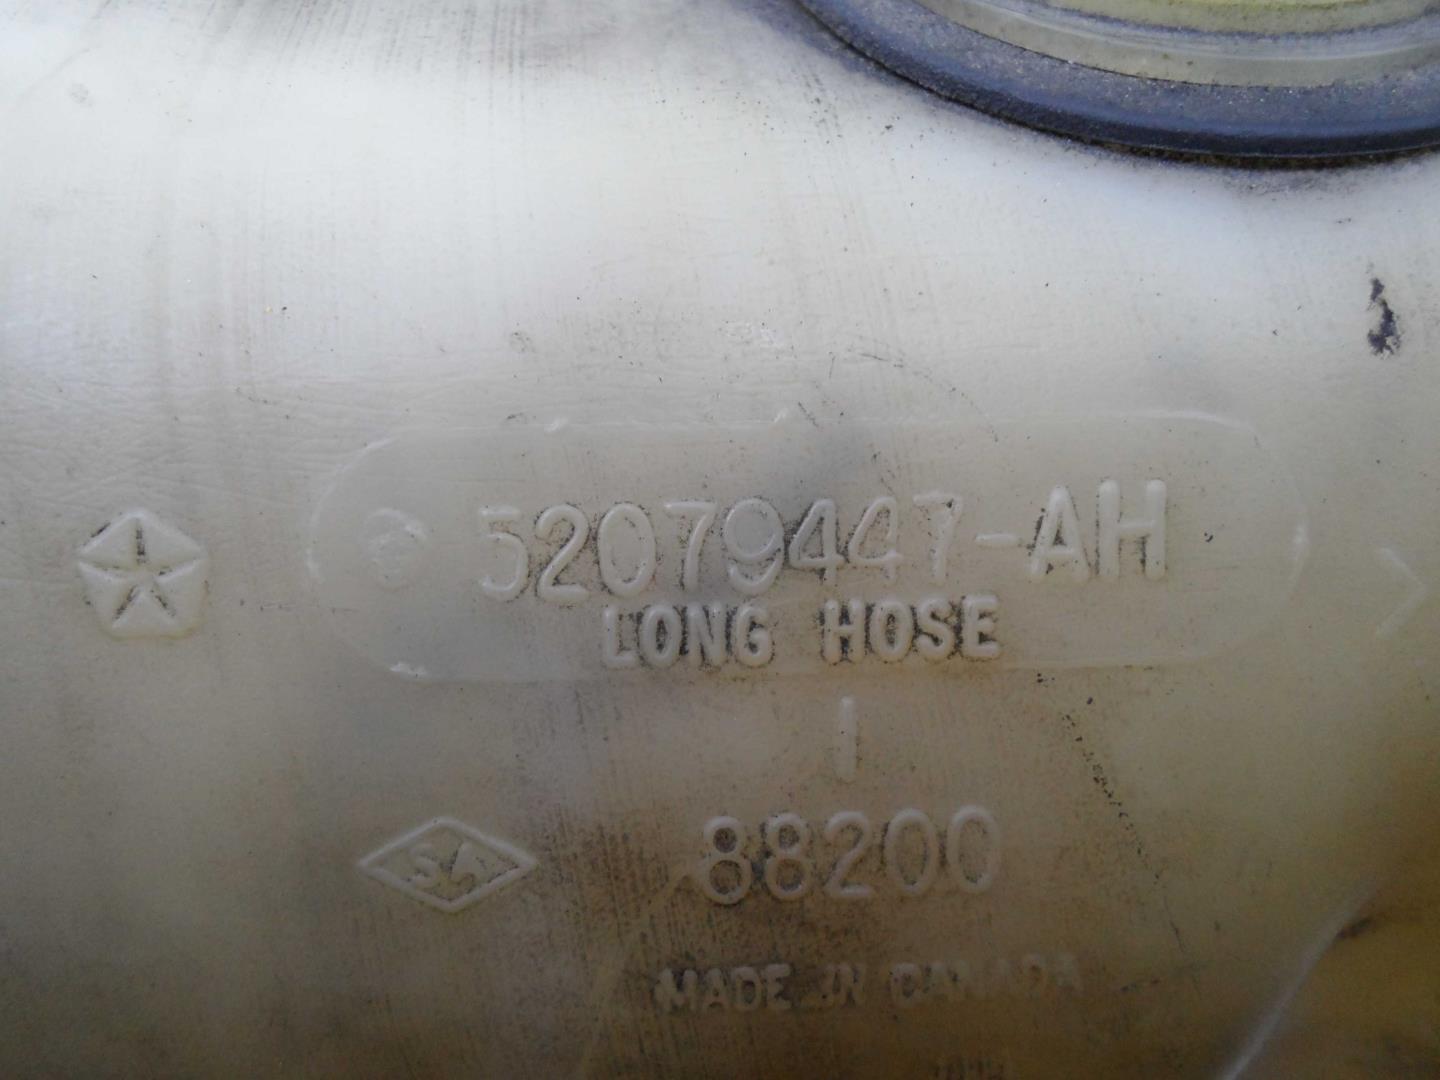 52079447-AH
LONG HOSE
88200
MADE IN CANADA